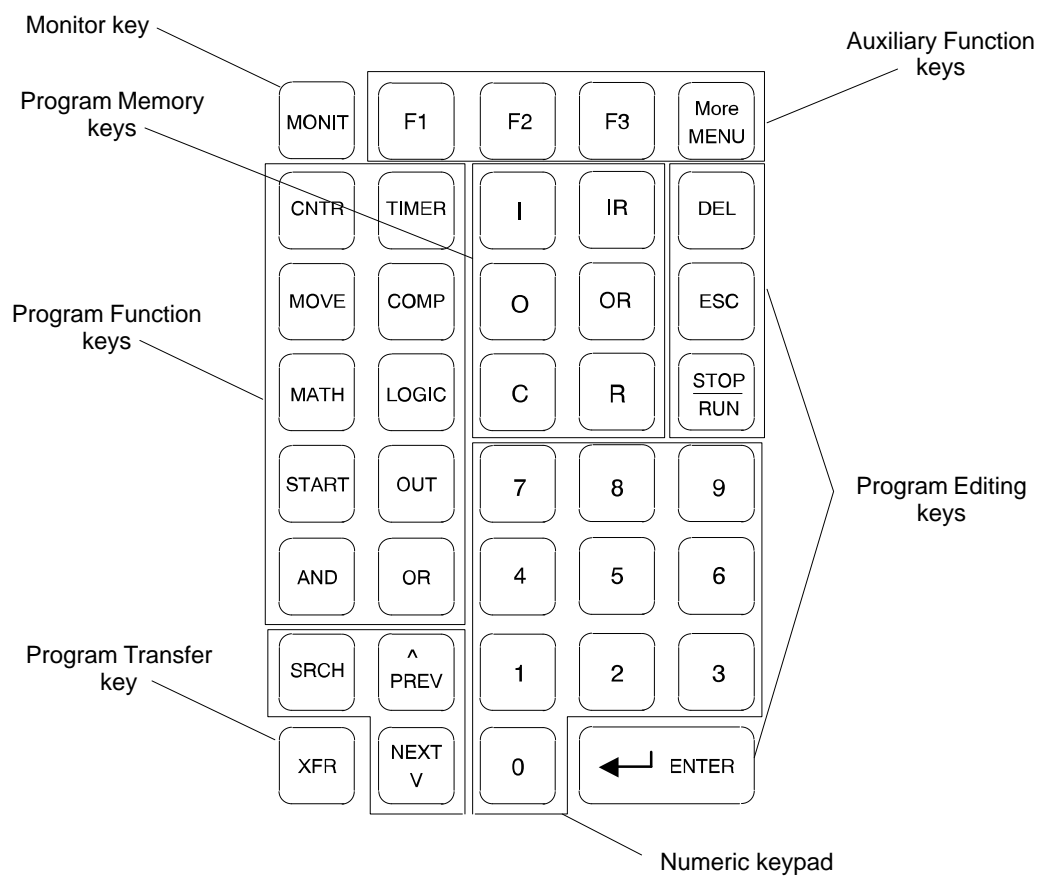 Monitor key
Auxiliary Function
keys
Program Memory
keys
MONIT
F1
F2
F3
More
MENU
CNTR
TIMER
I
IR
DEL
MOVE
COMP
O
OR
ESC
Program Function
keys
MATH
LOGIC
C
R
STOP
RUN
START
OUT
7
8
9
Program Editing
keys
AND
OR
4
5
6
Program Transfer
key
SRCH
^
PREV
1
2
3
XFR
NEXT
V
0
ENTER
Numeric keypad